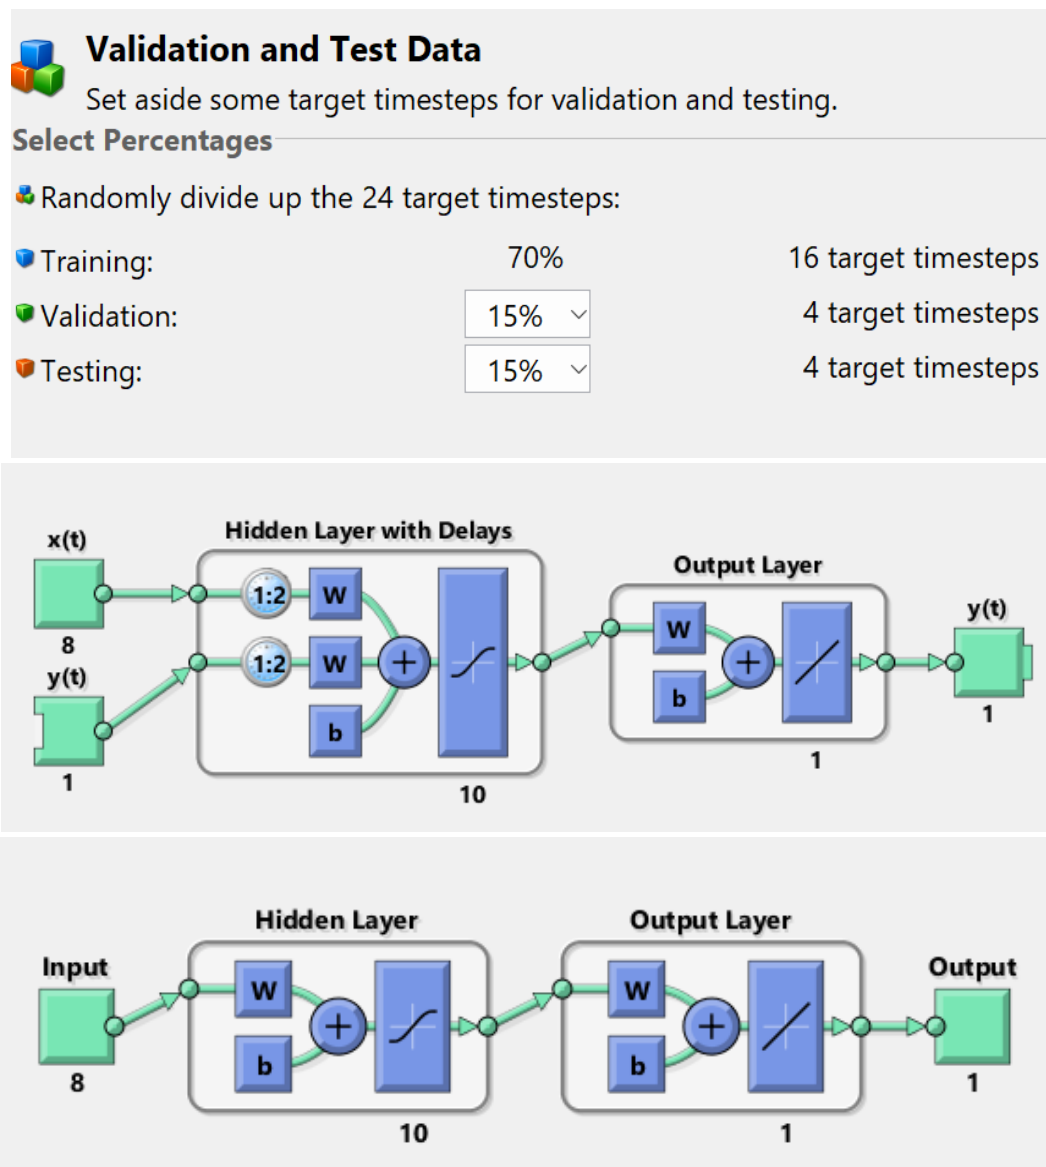 Validation and Test Data
Set aside some target timesteps for validation and testing.
Select Percentages
Randomly divide up the 24 target timesteps:
Training: 70% 16 target timesteps
Validation: 15% 4 target timesteps
Testing: 15% 4 target timesteps
Hidden Layer with Delays
x(t)
Output Layer
1:2 W
W
y(t)
8
y(t)
1:2 W
b
b
1
1
1
10
Hidden Layer
Output Layer
Input
Output
W
W
b
b
8
1
10
1